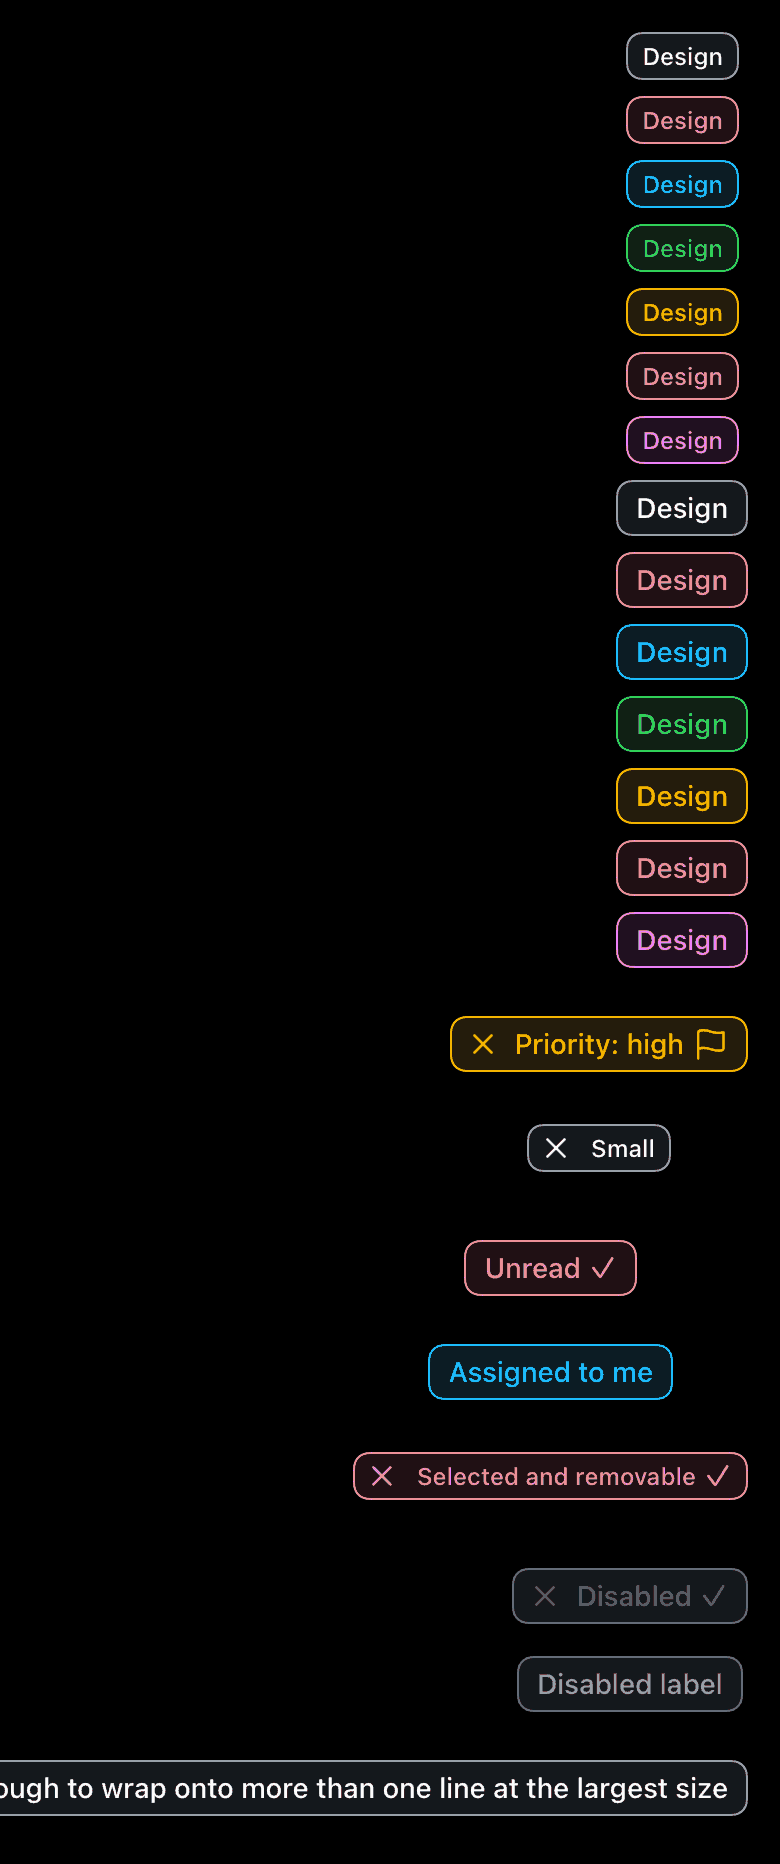 Design
Design
Design
Design
Design
Design
Design
Design
Design
Design
Design
Design
Design
Design
Priority: high
Small
Unread
Assigned to me
Selected and removable
Disabled
Disabled label
to wrap onto more than one line at the largest size